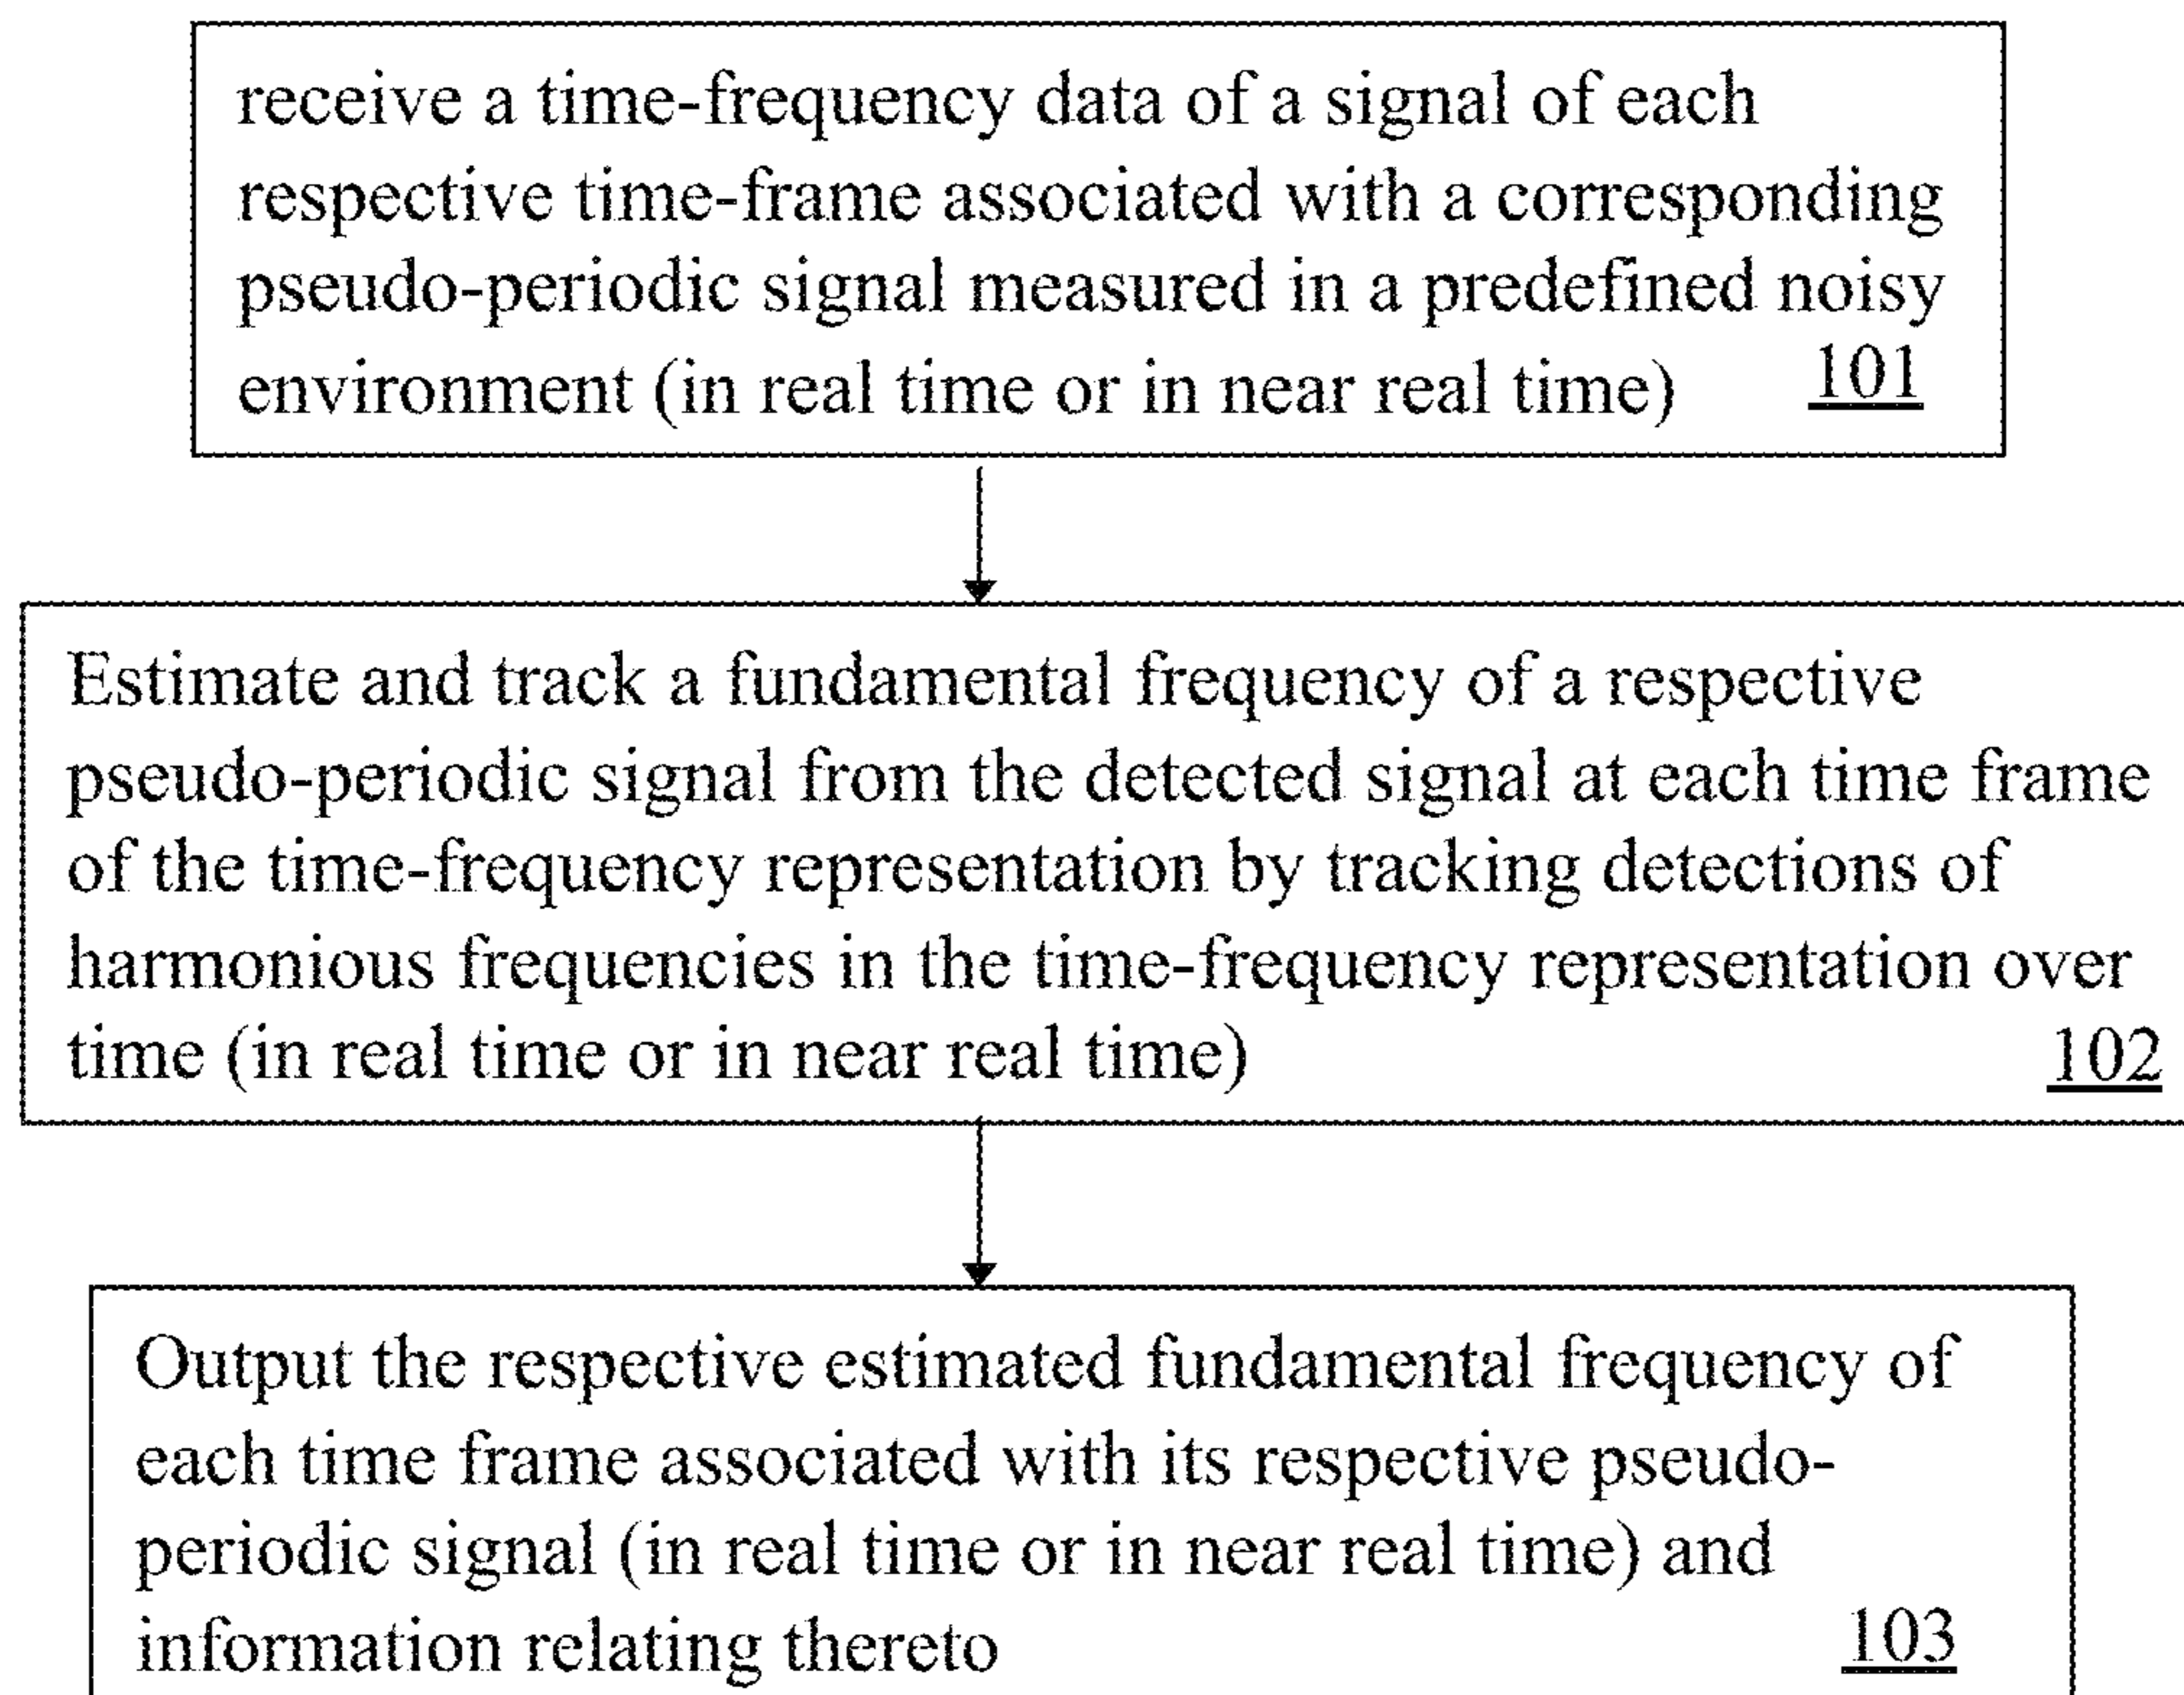 receive a time-frequency data of a signal of each
respective time-frame associated with a corresponding
pseudo-periodic signal measured in a predefined noisy
environment (in real time or in near real time) 101
Estimate and track a fundamental frequency of a respective
pseudo-periodic signal from the detected signal at each time frame
of the time-frequency representation by tracking detections of
harmonious frequencies in the time-frequency representation over
time (in real time or in near real time) 102
Output the respective estimated fundamental frequency of
each time frame associated with its respective pseudo-
periodic signal (in real time or in near real time) and
information relating thereto 103